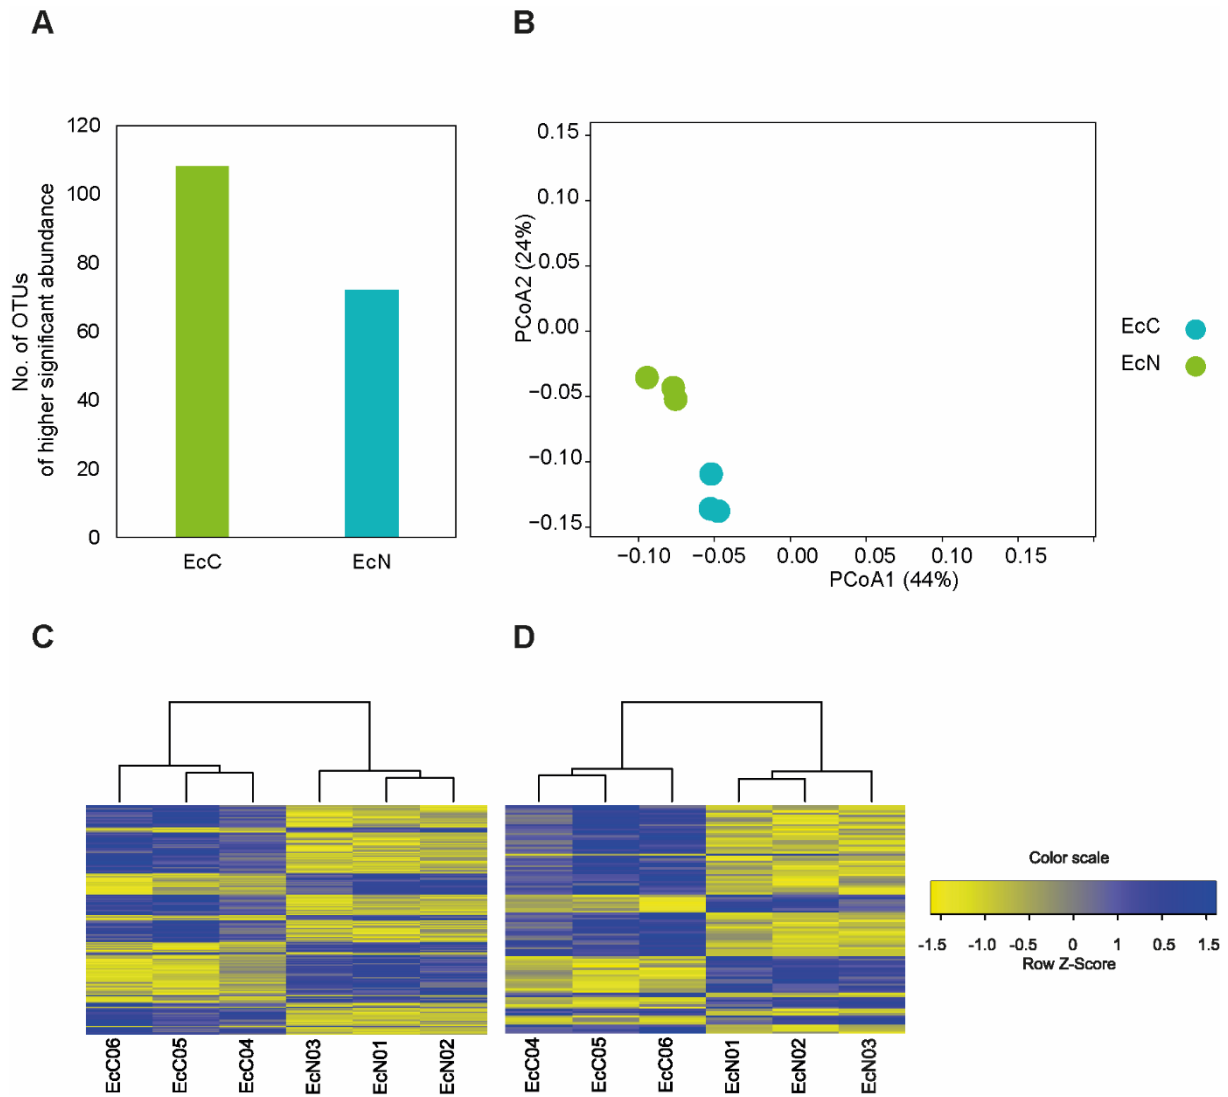 A
B
No. of OTUs
of higher significant abundance
120
100
80
60
40
20
0
EcC
EcN
PCoA2 (24%)
0.15
0.10
0.05
0.00
−0.05
−0.10
−0.15
−0.10
−0.05
0.00
0.05
0.10
0.15
PCoA1 (44%)
EcC
EcN
C
D
EcC06
EcC05
EcC04
EcN03
EcN01
EcN02
EcC04
EcC05
EcC06
EcN01
EcN02
EcN03
Color scale
-1.5 -1.0 -0.5 0 1 0.5 1.5
Row Z-Score